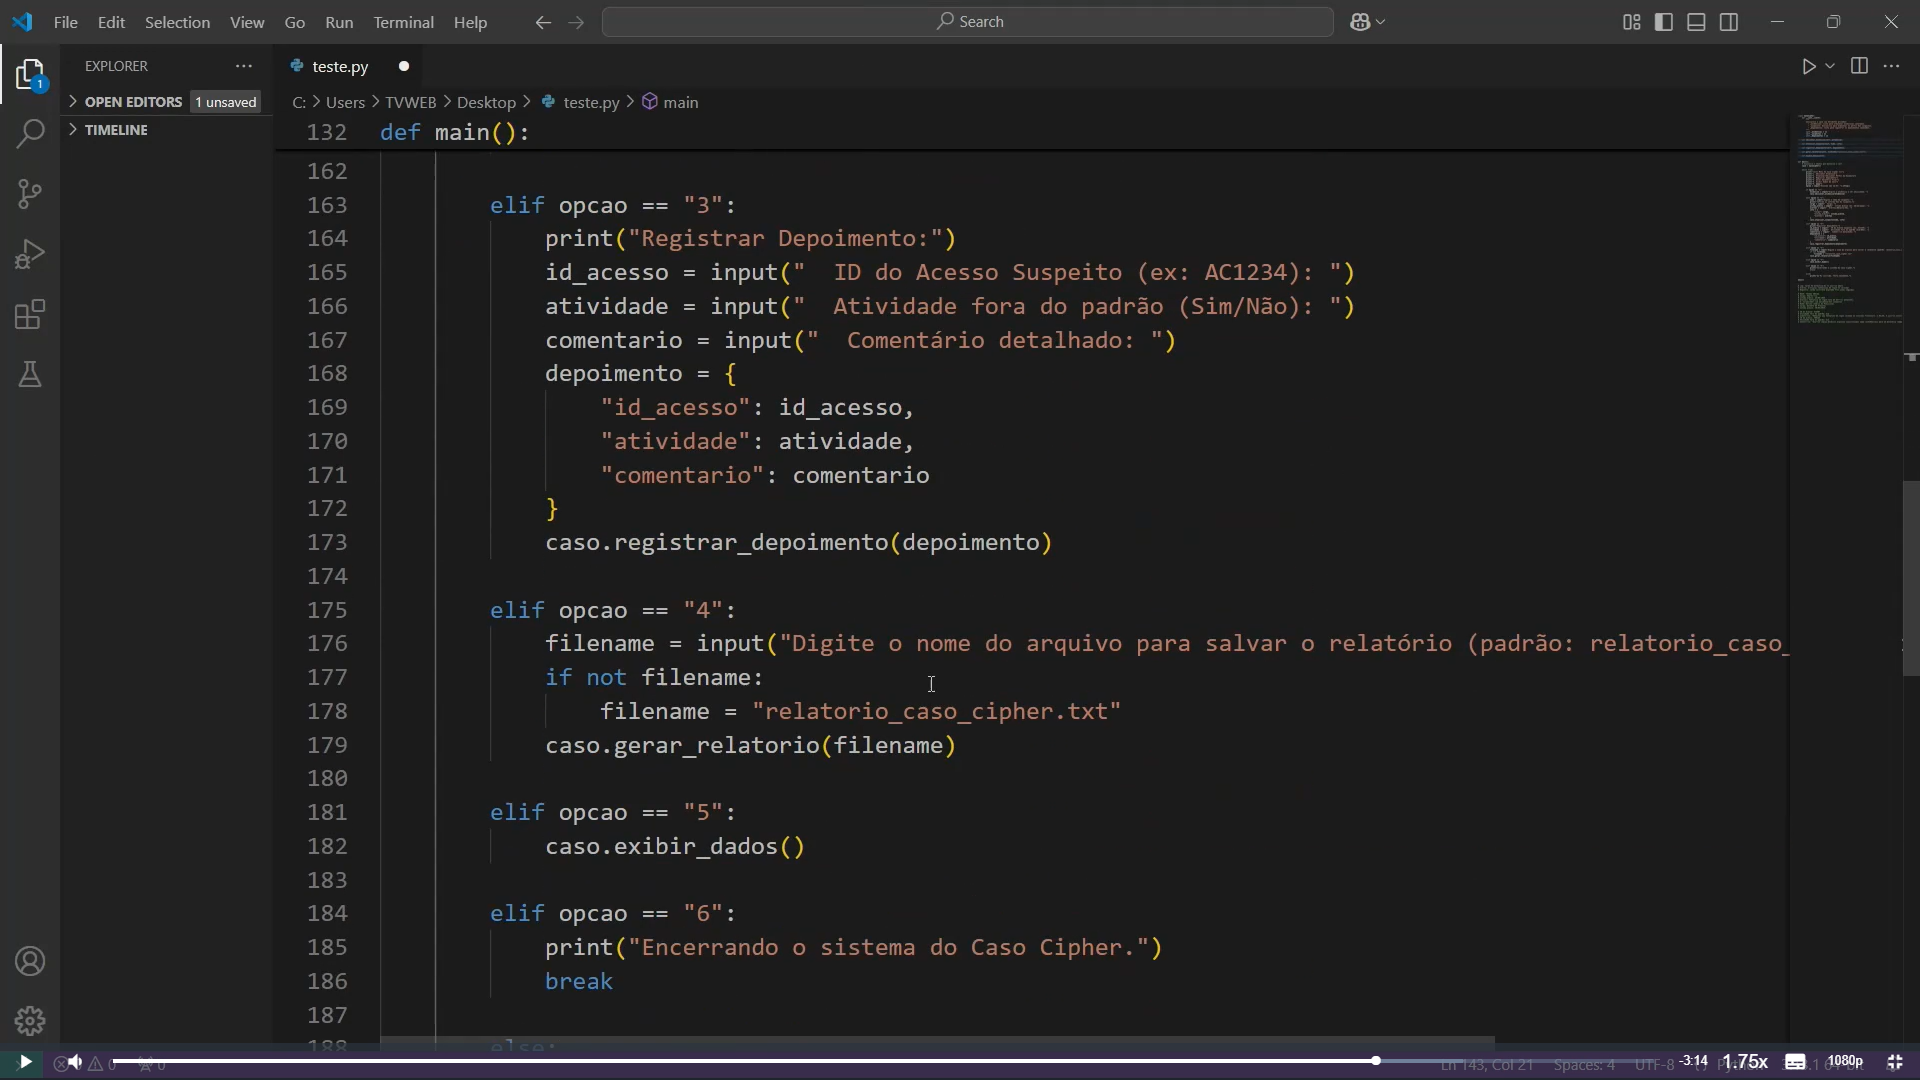 File Edit Selection View Go Run Terminal Help Search
EXPLORER
teste.py
1
OPEN EDITORS 1 unsaved
C: > Users > TVWEB > Desktop > teste.py > main
TIMELINE
132 def main():
162
163 elif opcao == "3":
164 print("Registrar Depoimento:")
165 id_acesso = input("  ID do Acesso Suspeito (ex: AC1234): ")
166 atividade = input("  Atividade fora do padrão (Sim/Não): ")
167 comentario = input("  Comentário detalhado: ")
168 depoimento = {
169 "id_acesso": id_acesso,
170 "atividade": atividade,
171 "comentario": comentario
172 }
173 caso.registrar_depoimento(depoimento)
174
175 elif opcao == "4":
176 filename = input("Digite o nome do arquivo para salvar o relatório (padrão: relatorio_caso_
177 if not filename:
178 filename = "relatorio_caso_cipher.txt"
179 caso.gerar_relatorio(filename)
180
181 elif opcao == "5":
182 caso.exibir_dados()
183
184 elif opcao == "6":
185 print("Encerrando o sistema do Caso Cipher.")
186 break
187
188 else:
0 0 Ln 143, Col 21 Spaces: 4 UTF-8
-3:14 1.75x 1080p